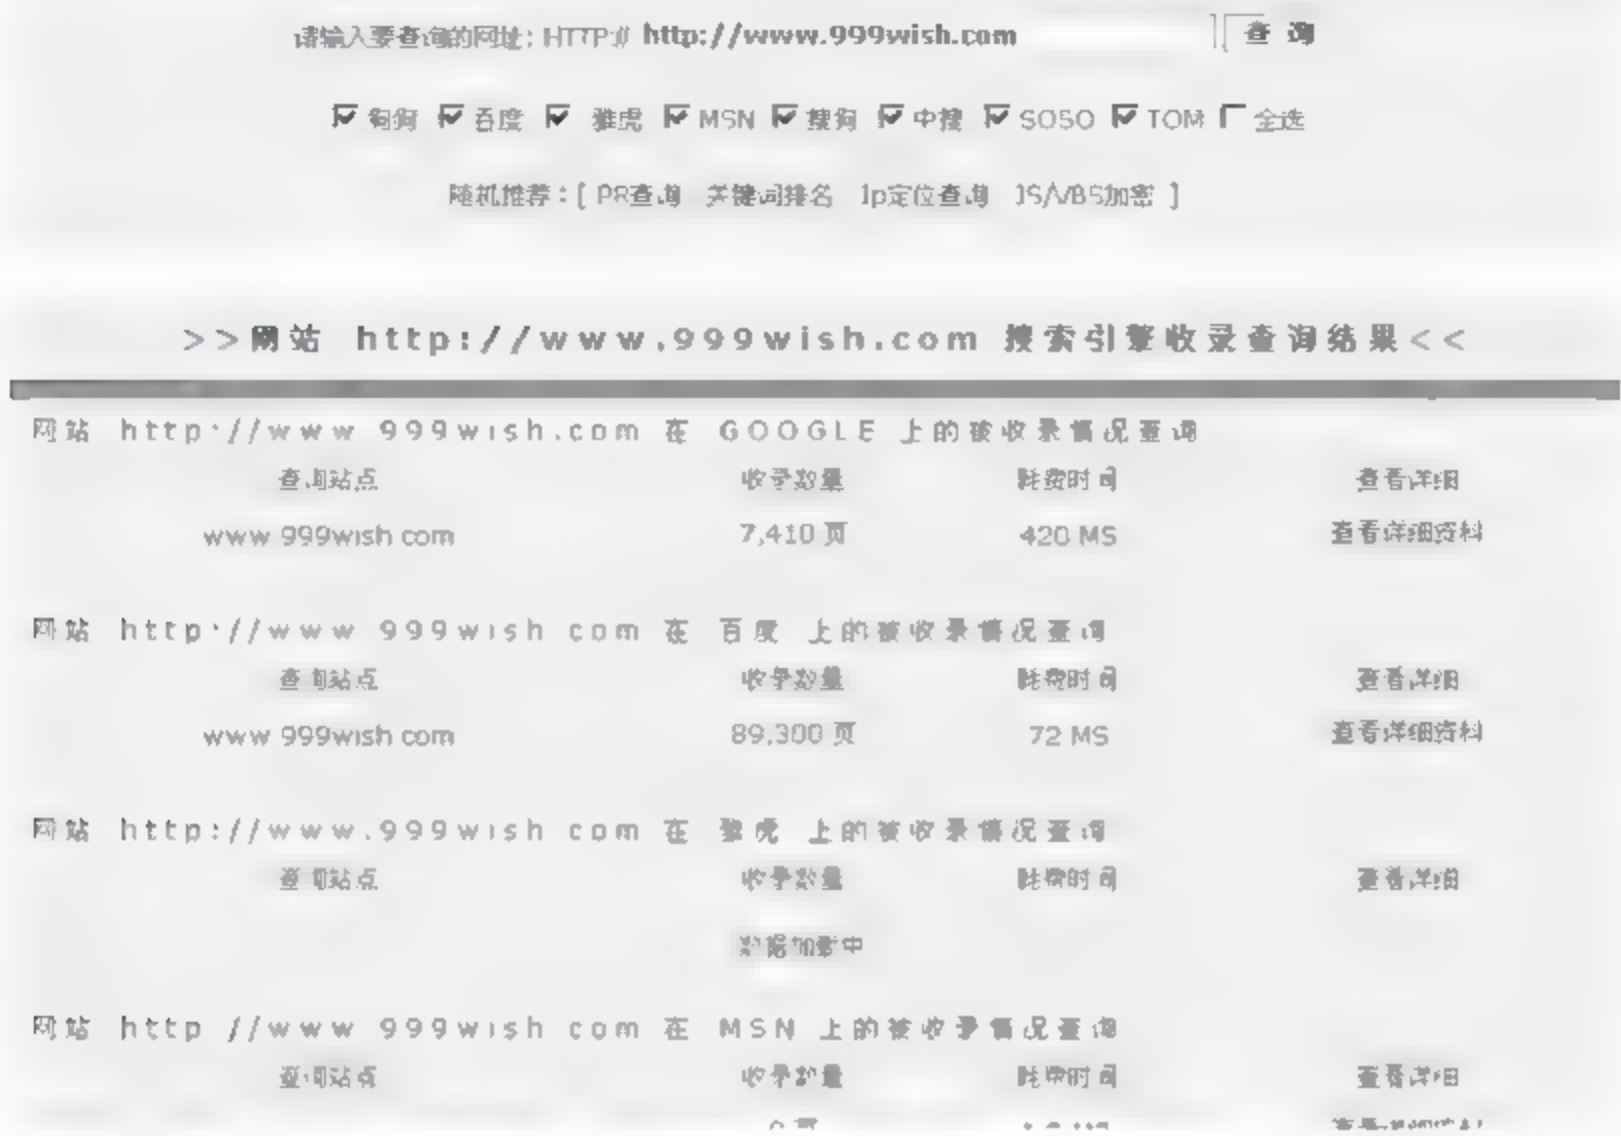 请输入要查询的网址: HTTP:// http://www.999wish.com 查 询
狗狗 百度 雅虎 MSN 搜狗 中搜 SOSO TOM 全选
随机推荐:[ PR查询 关键词排名 Ip定位查询 JS/VBS加密 ]
>>网站 http://www.999wish.com 搜索引擎收录查询结果<<
网站 http://www.999wish.com 在 GOOGLE 上的被收录情况查询
查询站点 收录数量 耗费时间 查看详细
www.999wish.com 7,410 页 420 MS 查看详细资料
网站 http://www.999wish.com 在 百度 上的被收录情况查询
查询站点 收录数量 耗费时间 查看详细
www.999wish.com 89,300 页 72 MS 查看详细资料
网站 http://www.999wish.com 在 雅虎 上的被收录情况查询
查询站点 收录数量 耗费时间 查看详细
数据加载中
网站 http://www.999wish.com 在 MSN 上的被收录情况查询
查询站点 收录数量 耗费时间 查看详细